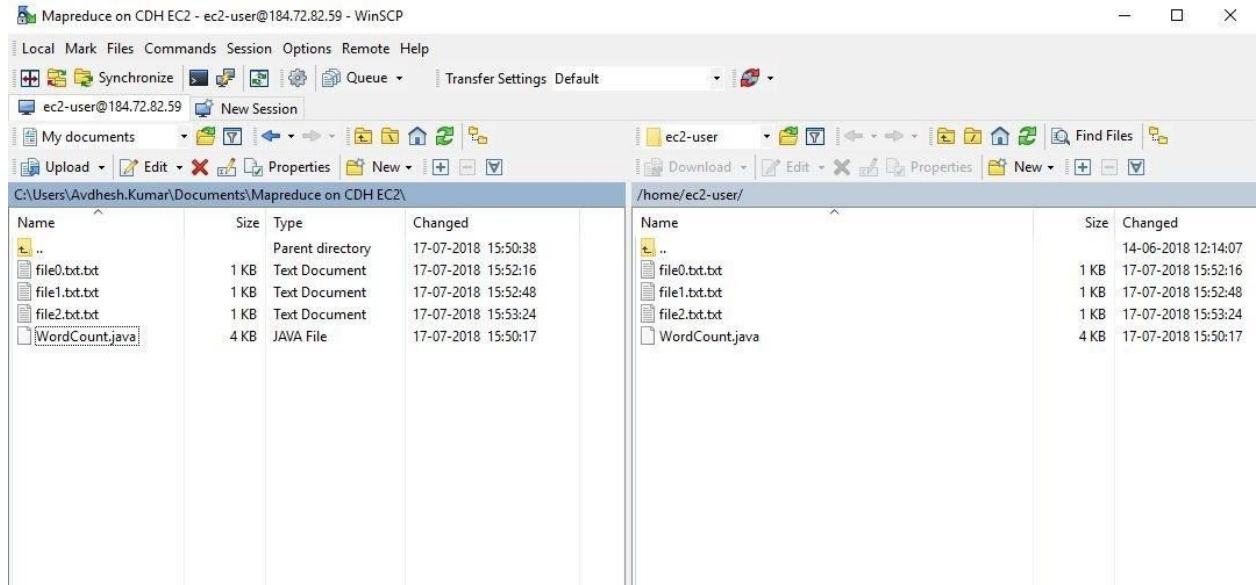 Mapreduce on CDH EC2 - ec2-user@184.72.82.59 - WinSCP
Local Mark Files Commands Session Options Remote Help
Synchronize Queue Transfer Settings Default
ec2-user@184.72.82.59 New Session
My documents ec2-user Find Files
Upload Edit Properties New Download Edit Properties New
C:\Users\Avdhesh.Kumar\Documents\Mapreduce on CDH EC2\ /home/ec2-user/
Name Size Type Changed Name Size Changed
.. Parent directory 17-07-2018 15:50:38 .. 14-06-2018 12:14:07
file0.txt.txt 1 KB Text Document 17-07-2018 15:52:16 file0.txt.txt 1 KB 17-07-2018 15:52:16
file1.txt.txt 1 KB Text Document 17-07-2018 15:52:48 file1.txt.txt 1 KB 17-07-2018 15:52:48
file2.txt.txt 1 KB Text Document 17-07-2018 15:53:24 file2.txt.txt 1 KB 17-07-2018 15:53:24
WordCount.java 4 KB JAVA File 17-07-2018 15:50:17 WordCount.java 4 KB 17-07-2018 15:50:17